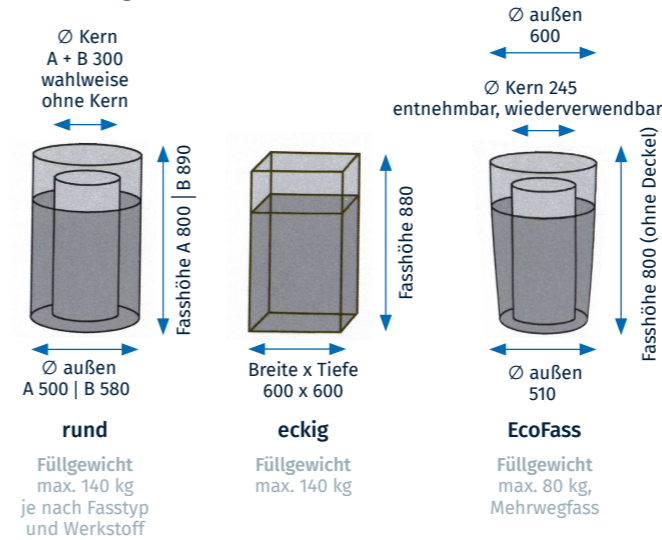 ∅ Kern
A + B 300
wahlweise
ohne Kern
Fasshöhe A 800 | B 890
∅ außen
A 500 | B 580
rund
Füllgewicht
max. 140 kg
je nach Fasstyp
und Werkstoff
Fasshöhe 880
Breite x Tiefe
600 x 600
eckig
Füllgewicht
max. 140 kg
∅ außen
600
∅ Kern 245
entnehmbar, wiederverwendbar
Fasshöhe 800 (ohne Deckel)
∅ außen
510
EcoFass
Füllgewicht
max. 80 kg,
Mehrwegfass